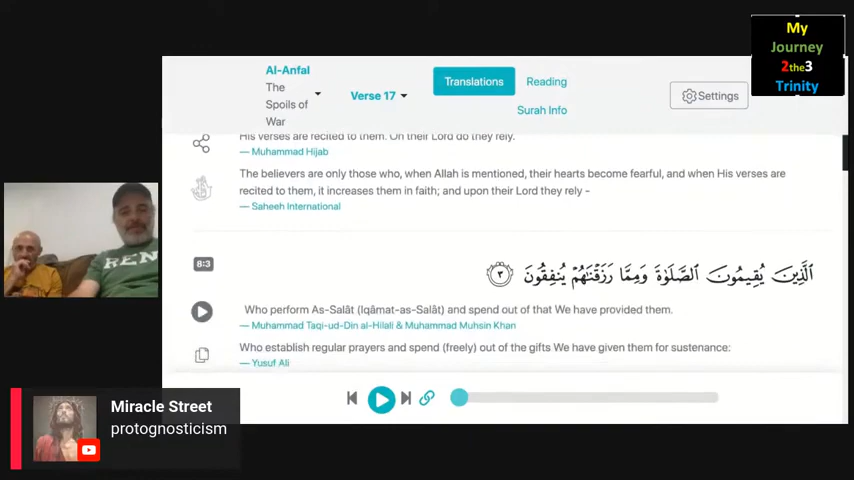 My
Journey
2the3
Trinity
Al-Anfal
The
Spoils of
War
Verse 17
Translations
Reading
Surah Info
Settings
His verses are recited to them. On their Lord do they rely.
— Muhammad Hijab
The believers are only those who, when Allah is mentioned, their hearts become fearful, and when His verses are
recited to them, it increases them in faith; and upon their Lord they rely -
— Saheeh International
8:3
ٱلَّذِينَ يُقِيمُونَ ٱلصَّلَوٰةَ وَمِمَّا رَزَقْنَـٰهُمْ يُنفِقُونَ ٣
Who perform As-Salât (Iqâmat-as-Salât) and spend out of that We have provided them.
— Muhammad Taqi-ud-Din al-Hilali & Muhammad Muhsin Khan
Who establish regular prayers and spend (freely) out of the gifts We have given them for sustenance:
— Yusuf Ali
REN
Miracle Street
protognosticism